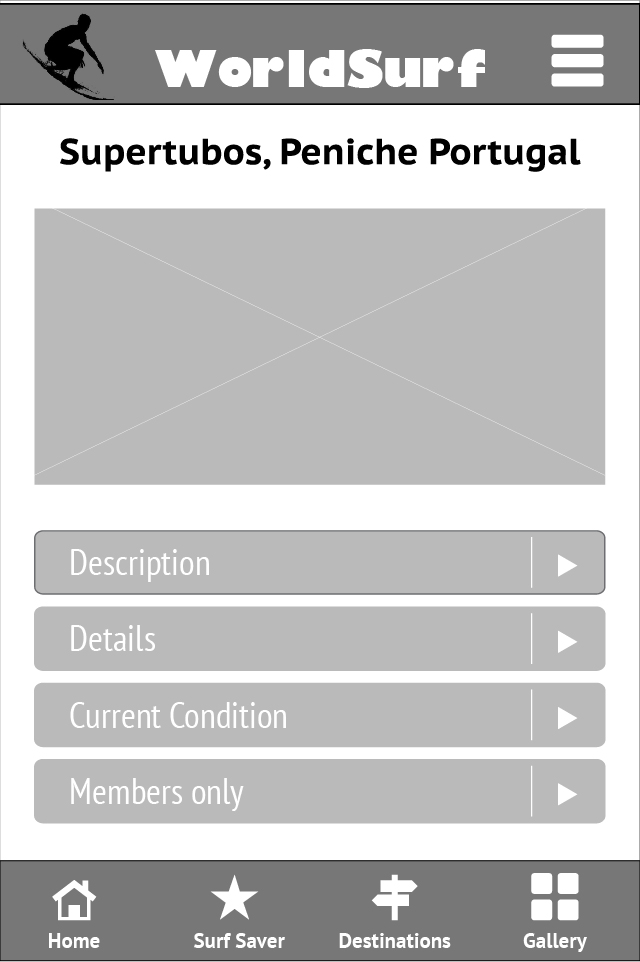 WorldSurf
Supertubos, Peniche Portugal
Description
Details
Current Condition
Members only
Home
Surf Saver
Destinations
Gallery